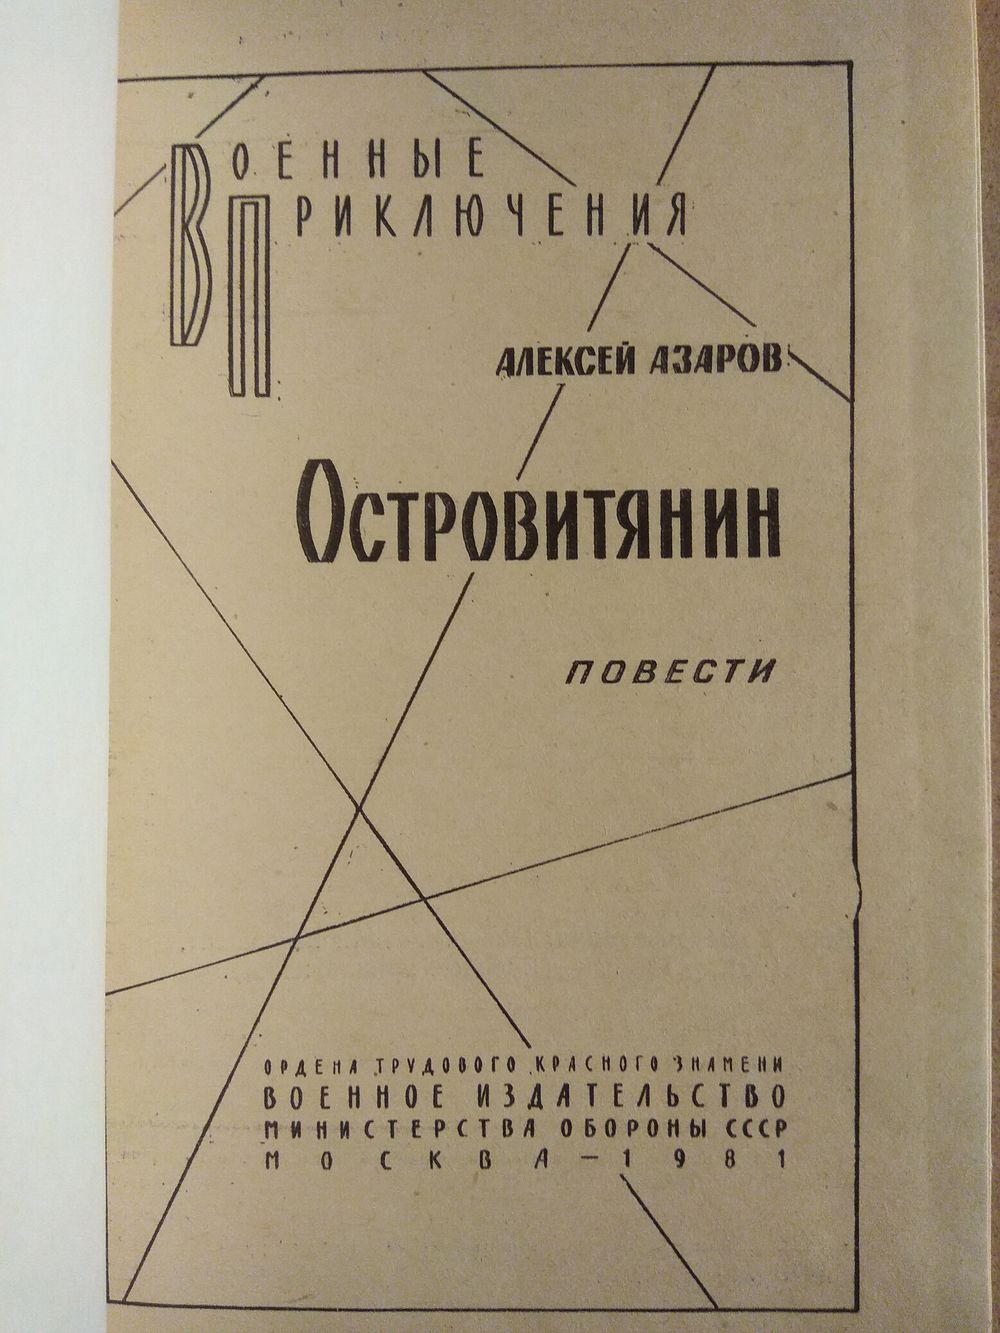 Военные
Приключения
АЛЕКСЕЙ АЗАРОВ
Островитянин
ПОВЕСТИ
ОРДЕНА ТРУДОВОГО КРАСНОГО ЗНАМЕНИ
ВОЕННОЕ ИЗДАТЕЛЬСТВО
МИНИСТЕРСТВА ОБОРОНЫ СССР
МОСКВА — 1981